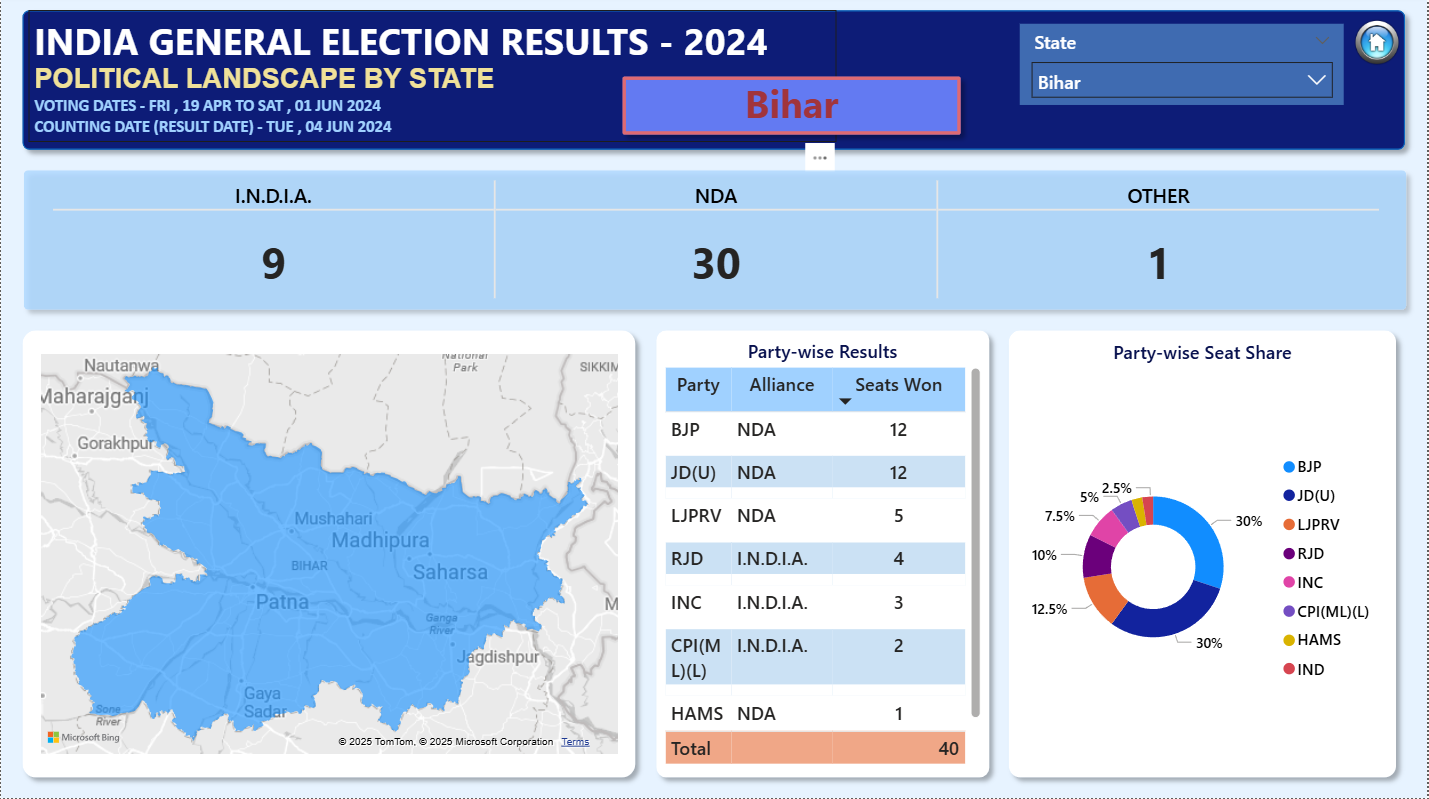 INDIA GENERAL ELECTION RESULTS - 2024
POLITICAL LANDSCAPE BY STATE
VOTING DATES - FRI , 19 APR TO SAT , 01 JUN 2024
COUNTING DATE (RESULT DATE) - TUE , 04 JUN 2024
Bihar
State
Bihar
I.N.D.I.A.
NDA
OTHER
9
30
1
National
Park
SIKKIM
Nautanwa
Maharajganj
Gorakhpur
Mushahari
Madhipura
BIHAR
Saharsa
Patna
Ganga
River
M
Jagdishpur
Gaya
Sadar
Sone
River
Microsoft Bing
© 2025 TomTom, © 2025 Microsoft Corporation Terms
Party-wise Results
Party Alliance Seats Won
BJP NDA 12
JD(U) NDA 12
LJPRV NDA 5
RJD I.N.D.I.A. 4
INC I.N.D.I.A. 3
CPI(M I.N.D.I.A. 2
L)(L)
HAMS NDA 1
Total 40
Party-wise Seat Share
2.5%
5%
7.5%
10%
12.5%
30%
30%
BJP
JD(U)
LJPRV
RJD
INC
CPI(ML)(L)
HAMS
IND